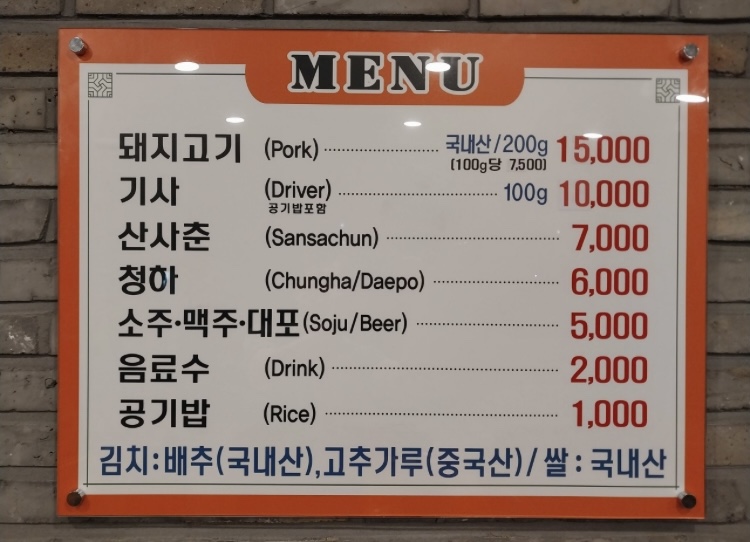 MENU
돼지고기 (Pork) 국내산/200g 15,000
(100g당 7,500)
기사 (Driver) 100g 10,000
공기밥포함
산사춘 (Sansachun) 7,000
청하 (Chungha/Daepo) 6,000
소주·맥주·대포 (Soju/Beer) 5,000
음료수 (Drink) 2,000
공기밥 (Rice) 1,000
김치:배추(국내산),고추가루(중국산)/쌀:국내산